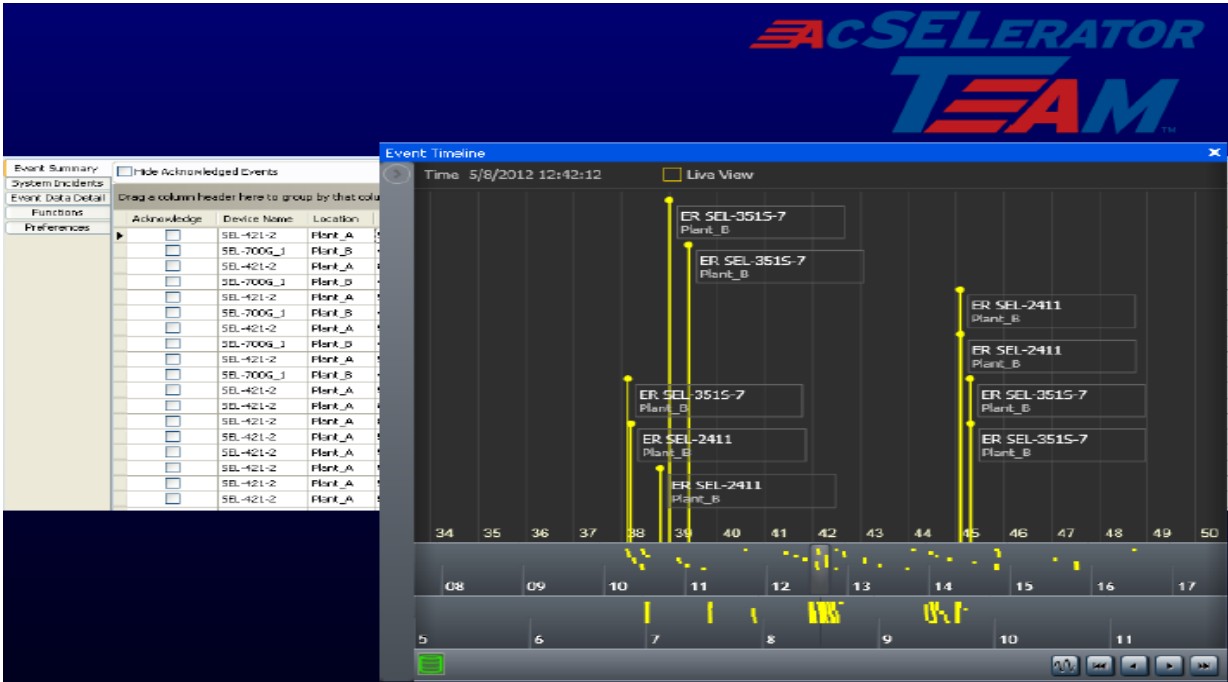 ACSELERATOR
TEAM™
Event Timeline
Event Summary
System Incidents
Event Data Detail
Functions
Preferences
Hide Acknowledged Events
Drag a column header here to group by that colu
Acknowledge Device Name Location
SEL-421-2 Plant_A
SEL-700G_1 Plant_B
SEL-421-2 Plant_A
SEL-700G_1 Plant_B
SEL-421-2 Plant_A
SEL-700G_1 Plant_B
SEL-421-2 Plant_A
SEL-700G_1 Plant_B
SEL-421-2 Plant_A
SEL-700G_1 Plant_B
SEL-421-2 Plant_A
SEL-421-2 Plant_A
SEL-421-2 Plant_A
SEL-421-2 Plant_A
SEL-421-2 Plant_A
SEL-421-2 Plant_A
SEL-421-2 Plant_A
SEL-421-2 Plant_A
Time 5/8/2012 12:42:12 Live View
ER SEL-351S-7
Plant_B
ER SEL-351S-7
Plant_B
ER SEL-2411
Plant_B
ER SEL-2411
Plant_B
ER SEL-351S-7
Plant_B
ER SEL-351S-7
Plant_B
ER SEL-2411
Plant_B
ER SEL-351S-7
Plant_B
ER SEL-2411
Plant_B
34 35 36 37 38 39 40 41 42 43 44 45 46 47 48 49 50
08 09 10 11 12 13 14 15 16 17
5 6 7 8 9 10 11